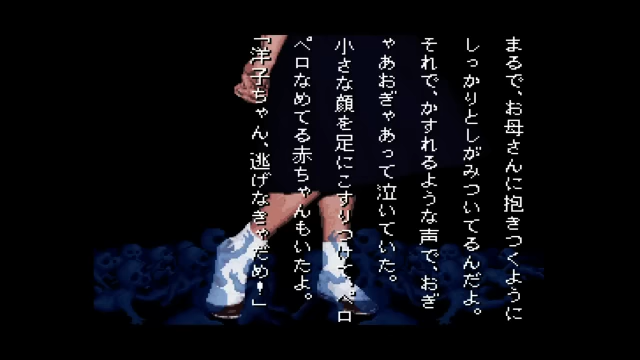 まるで、お母さんに抱きつくように
しっかりとしがみついてるんだよ。
それで、かすれるような声で、おぎ
ゃあおぎゃあって泣いていた。
小さな顔を足にこすりつけて、ペロ
ペロなめてる赤ちゃんもいたよ。
「洋子ちゃん、逃げなきゃだめ！」